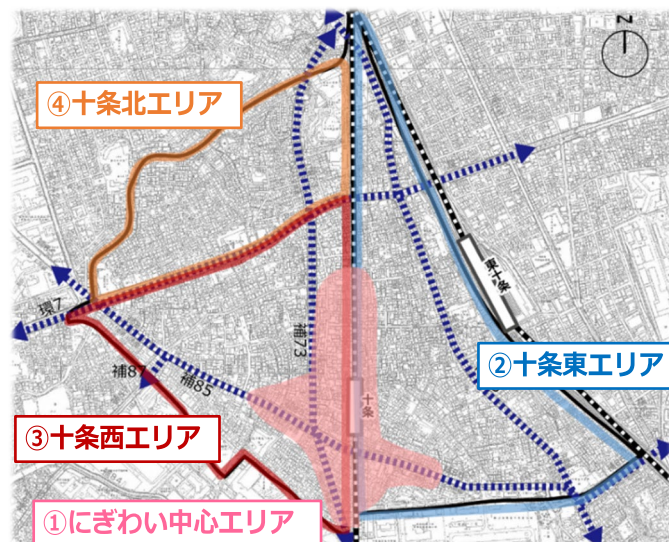 N
④十条北エリア
東十条
環7
補73
②十条東エリア
補87
補85
十条
③十条西エリア
①にぎわい中心エリア